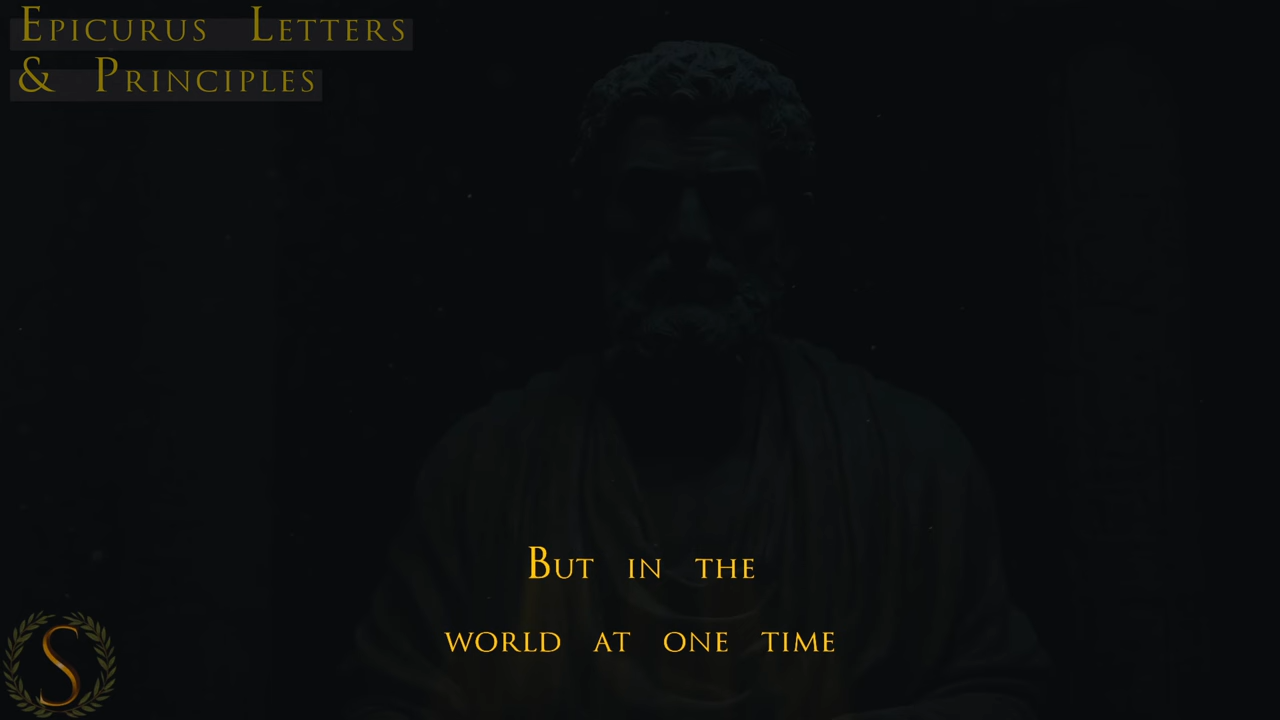 Epicurus Letters
& Principles
But in the
world at one time
S